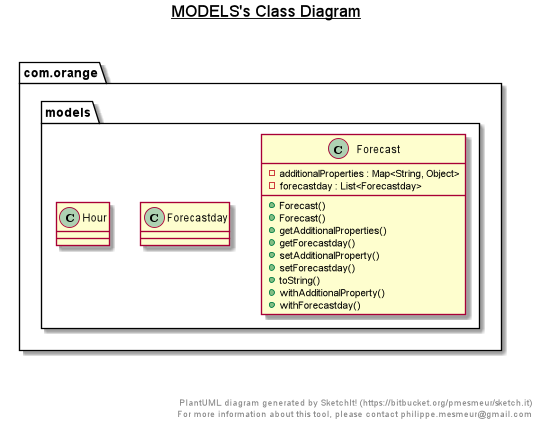 MODELS's Class Diagram
com.orange
models
C Hour
C Forecastday
C Forecast
additionalProperties : Map<String, Object>
forecastday : List<Forecastday>
Forecast()
Forecast()
getAdditionalProperties()
getForecastday()
setAdditionalProperty()
setForecastday()
toString()
withAdditionalProperty()
withForecastday()
PlantUML diagram generated by SketchIt! (https://bitbucket.org/pmesmeur/sketch.it)
For more information about this tool, please contact philippe.mesmeur@gmail.com